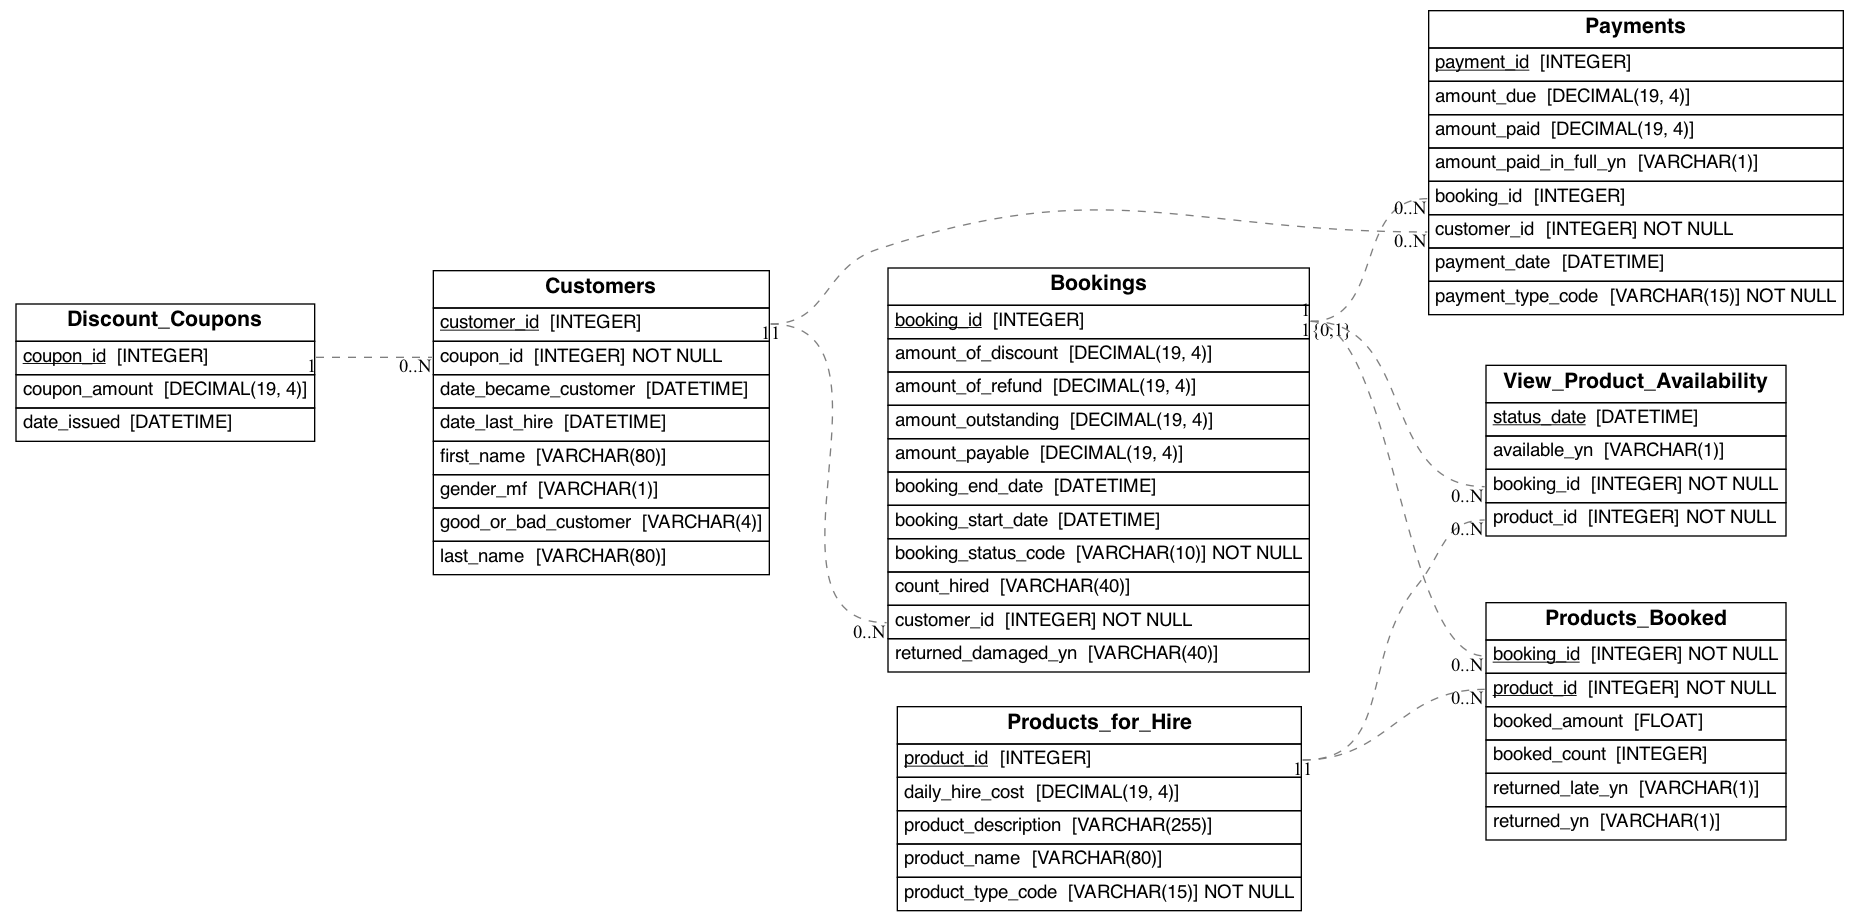 Discount_Coupons
coupon_id [INTEGER]
coupon_amount [DECIMAL(19, 4)]
date_issued [DATETIME]
1
0..N
Customers
customer_id [INTEGER]
coupon_id [INTEGER] NOT NULL
date_became_customer [DATETIME]
date_last_hire [DATETIME]
first_name [VARCHAR(80)]
gender_mf [VARCHAR(1)]
good_or_bad_customer [VARCHAR(4)]
last_name [VARCHAR(80)]
1
1
0..N
Bookings
booking_id [INTEGER]
amount_of_discount [DECIMAL(19, 4)]
amount_of_refund [DECIMAL(19, 4)]
amount_outstanding [DECIMAL(19, 4)]
amount_payable [DECIMAL(19, 4)]
booking_end_date [DATETIME]
booking_start_date [DATETIME]
booking_status_code [VARCHAR(10)] NOT NULL
count_hired [VARCHAR(40)]
customer_id [INTEGER] NOT NULL
returned_damaged_yn [VARCHAR(40)]
1
1
{0,1}
Products_for_Hire
product_id [INTEGER]
daily_hire_cost [DECIMAL(19, 4)]
product_description [VARCHAR(255)]
product_name [VARCHAR(80)]
product_type_code [VARCHAR(15)] NOT NULL
1
1
0..N
0..N
Payments
payment_id [INTEGER]
amount_due [DECIMAL(19, 4)]
amount_paid [DECIMAL(19, 4)]
amount_paid_in_full_yn [VARCHAR(1)]
booking_id [INTEGER]
customer_id [INTEGER] NOT NULL
payment_date [DATETIME]
payment_type_code [VARCHAR(15)] NOT NULL
0..N
0..N
View_Product_Availability
status_date [DATETIME]
available_yn [VARCHAR(1)]
booking_id [INTEGER] NOT NULL
product_id [INTEGER] NOT NULL
0..N
0..N
Products_Booked
booking_id [INTEGER] NOT NULL
product_id [INTEGER] NOT NULL
booked_amount [FLOAT]
booked_count [INTEGER]
returned_late_yn [VARCHAR(1)]
returned_yn [VARCHAR(1)]